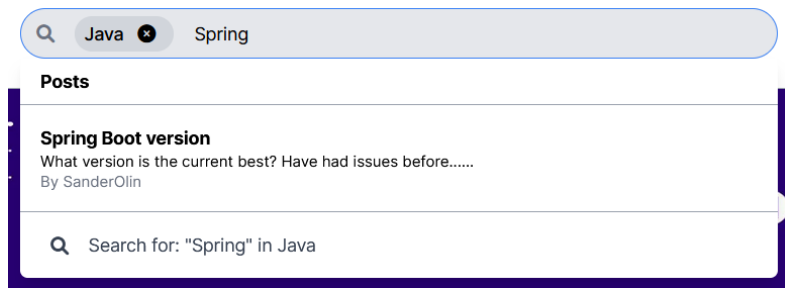 Java Spring
Posts
Spring Boot version
What version is the current best? Have had issues before......
By SanderOlin
Search for: "Spring" in Java